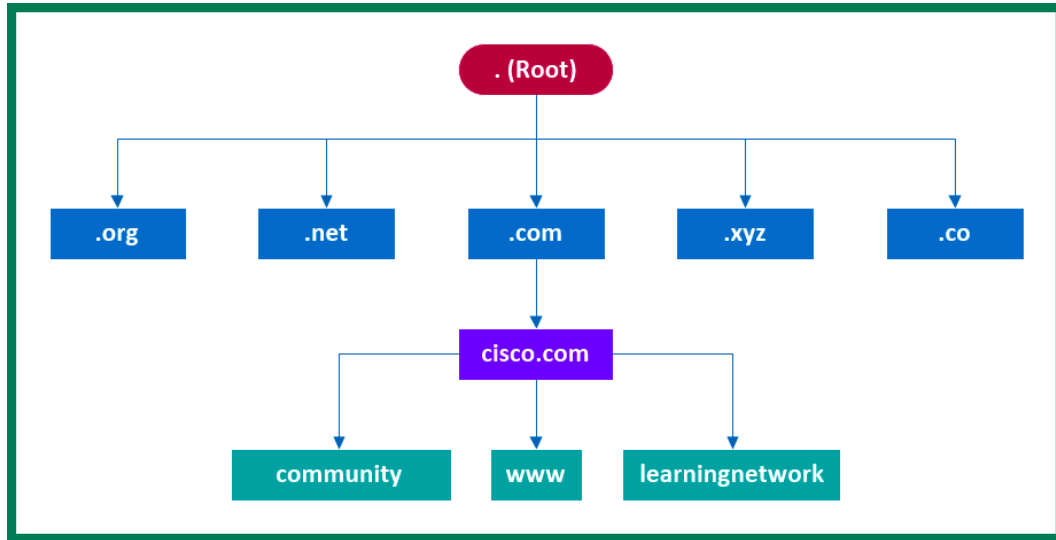 . (Root)
.org
.net
.com
.xyz
.co
cisco.com
community
www
learningnetwork